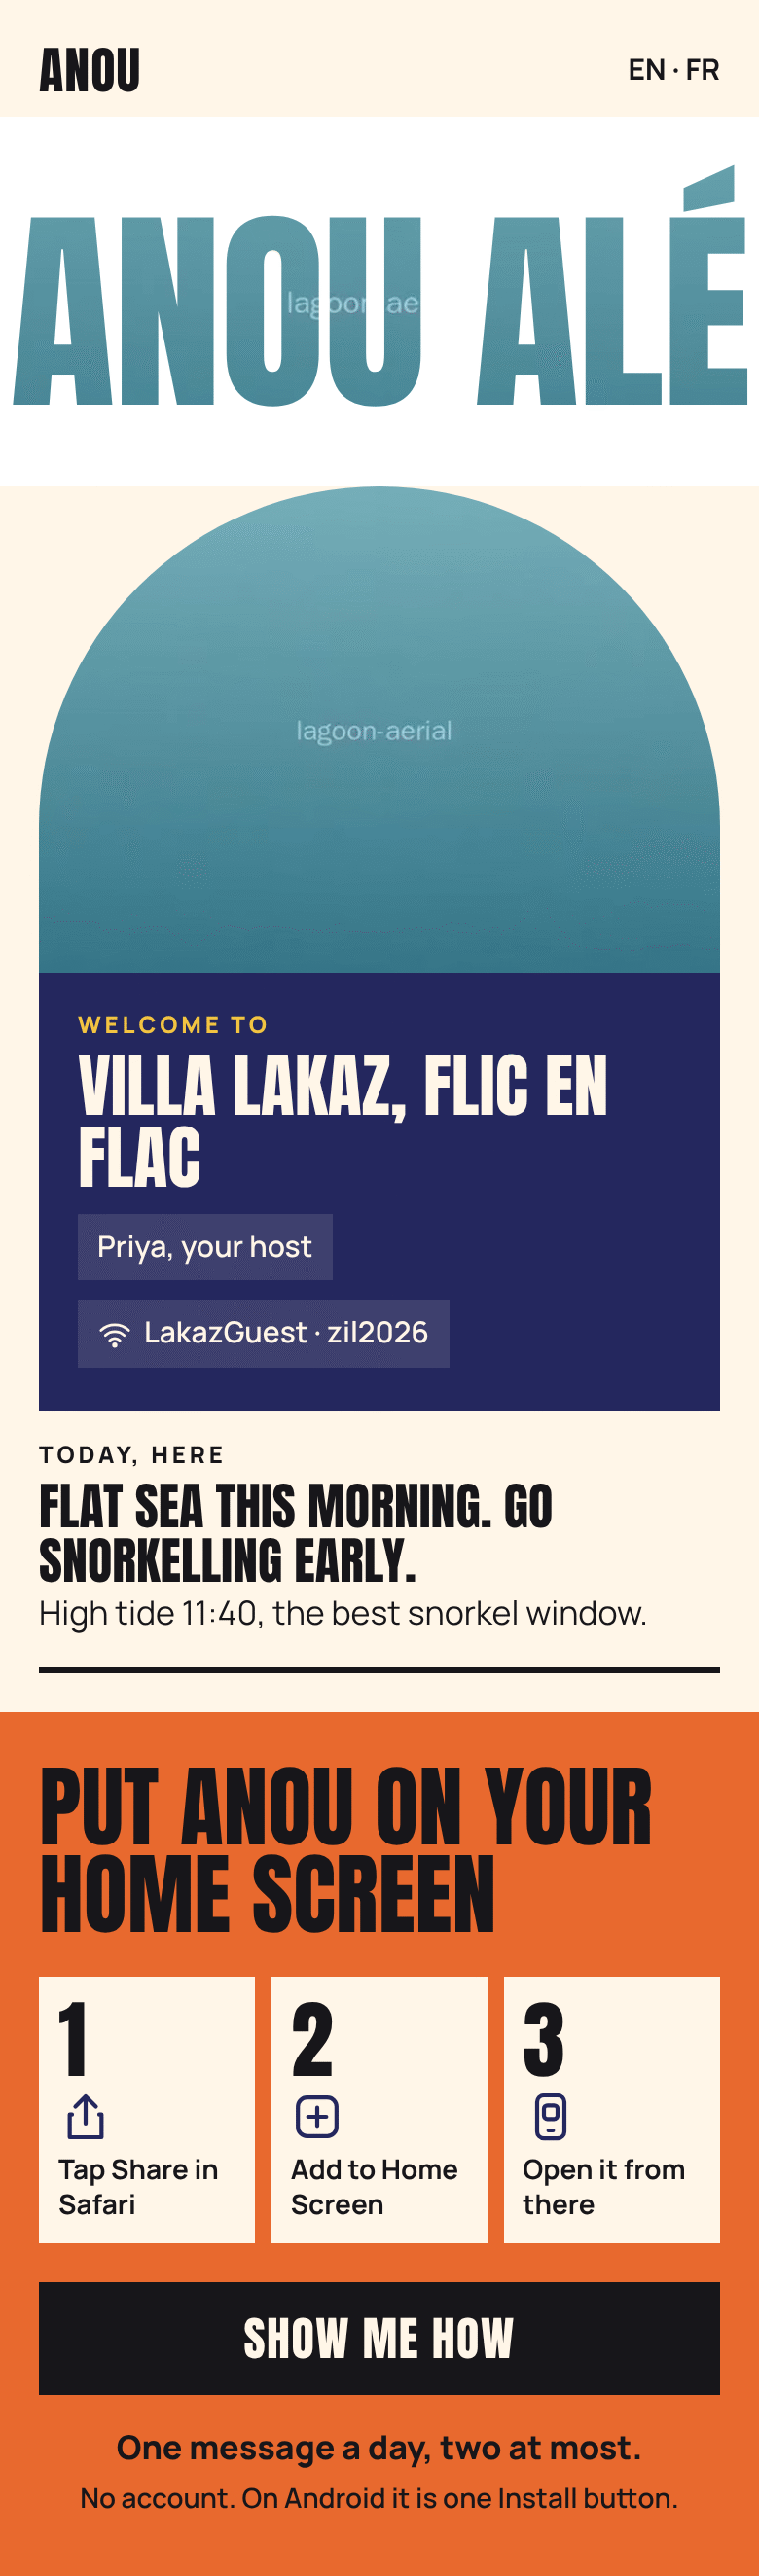 ANOU
EN · FR
ANOU ALÉ
WELCOME TO
lagoon-aerial
VILLA LAKAZ, FLIC EN
FLAC
Priya, your host
LakazGuest · zil2026
TODAY, HERE
FLAT SEA THIS MORNING. GO
SNORKELLING EARLY.
High tide 11:40, the best snorkel window.
PUT ANOU ON YOUR
HOME SCREEN
1
Tap Share in
Safari
2
Add to Home
Screen
3
Open it from
there
SHOW ME HOW
One message a day, two at most.
No account. On Android it is one Install button.